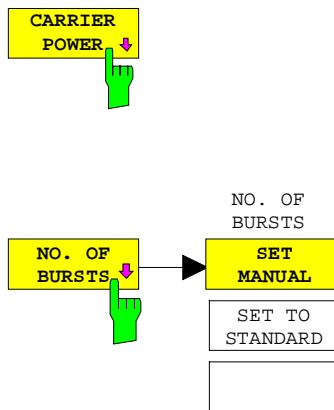 CARRIER
POWER
NO. OF
BURSTS
NO. OF
BURSTS
SET
MANUAL
SET TO
STANDARD